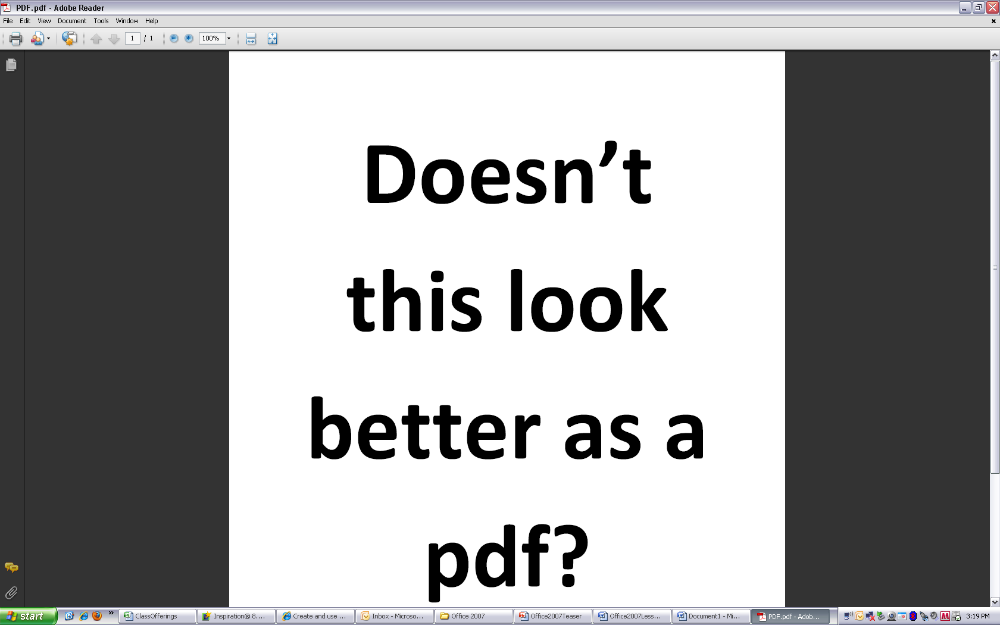 PDF.pdf - Adobe Reader
File Edit View Document Tools Window Help
1 / 1 100%
Doesn’t
this look
better as a
pdf?
start ClassOfferings Inspiration® 8.... Create and use ... Inbox - Microso... Office 2007 Office2007Teaser Office2007Less... Document1 - Mi... PDF.pdf - Adob... M 3:19 PM